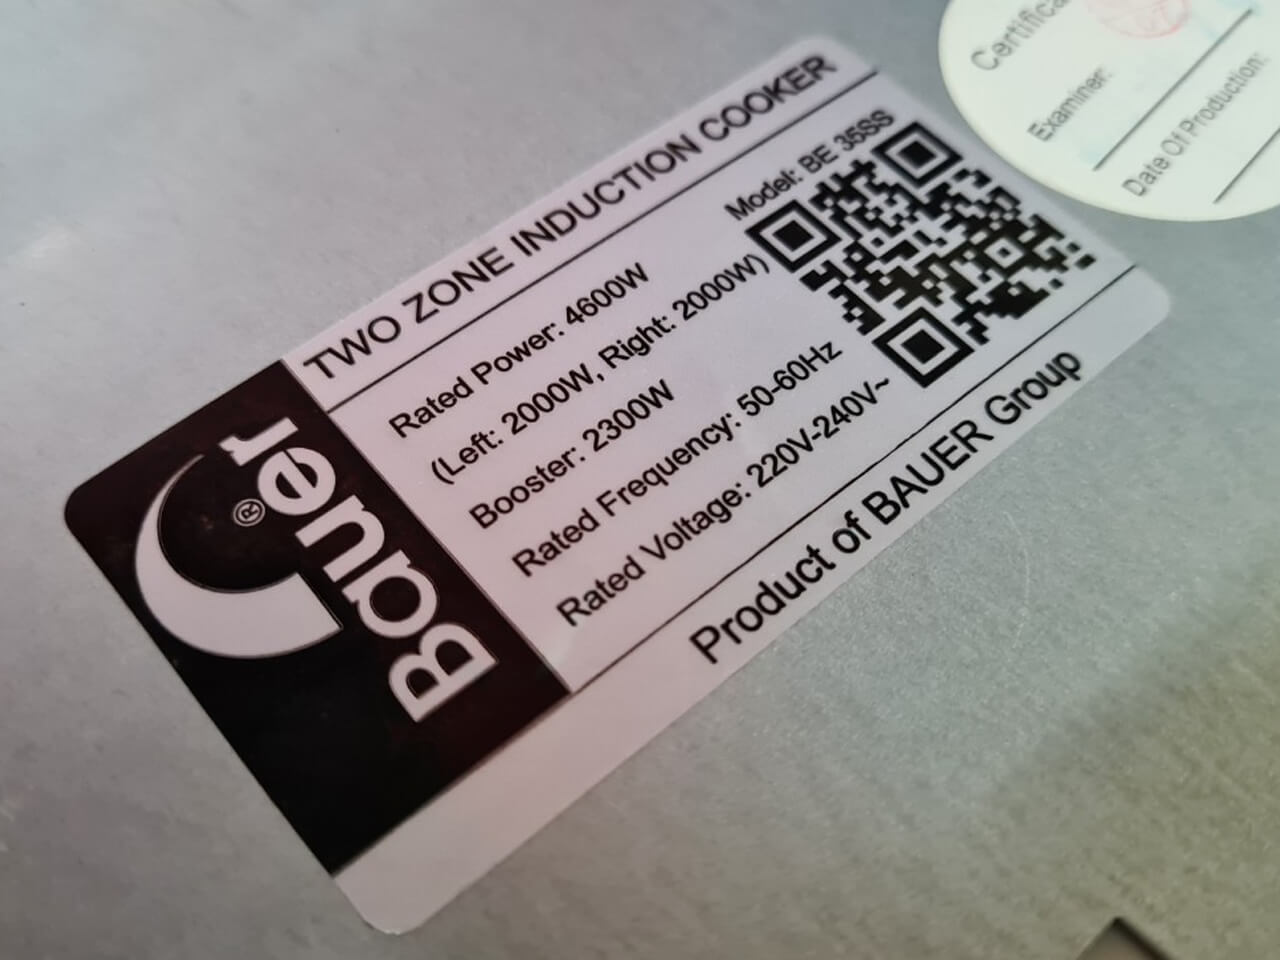 TWO ZONE INDUCTION COOKER
Model: BE 35SS
Rated Power: 4600W
(Left: 2000W, Right: 2000W)
Booster: 2300W
Rated Frequency: 50-60Hz
Rated Voltage: 220V-240V~
Product of BAUER Group
Bauer®
Examiner:
Date Of Production: